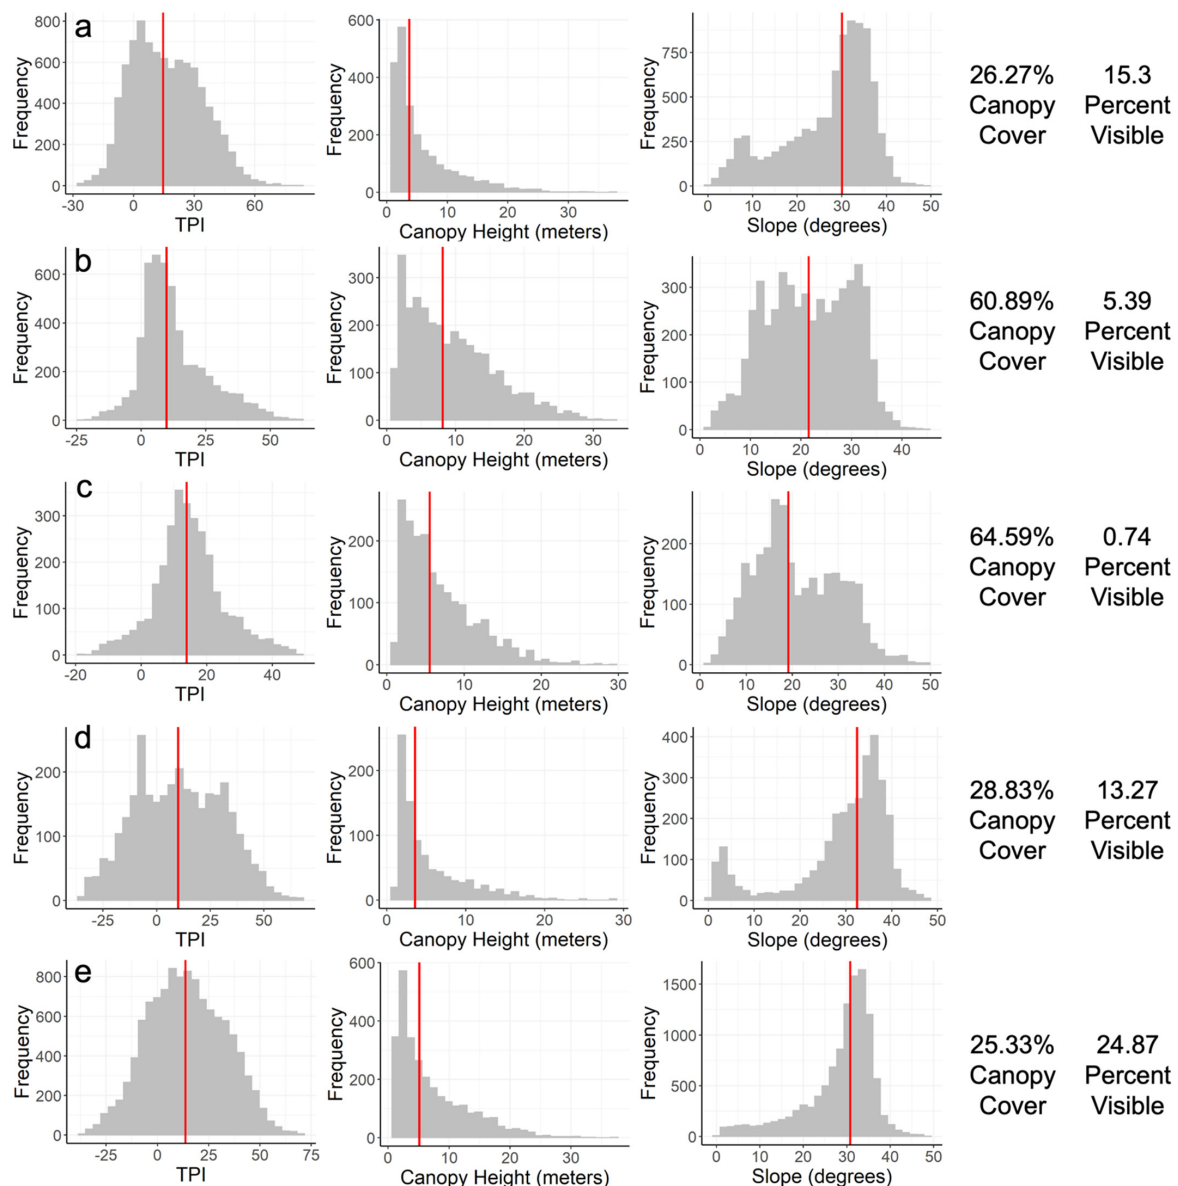 a
Frequency
800
600
400
200
0
-30 0 30 60
TPI
Frequency
600
400
200
0
0 10 20 30
Canopy Height (meters)
Frequency
750
500
250
0
0 10 20 30 40 50
Slope (degrees)
26.27% 15.3
Canopy Percent
Cover Visible
b
Frequency
600
400
200
0
-25 0 25 50
TPI
Frequency
300
200
100
0
0 10 20 30
Canopy Height (meters)
Frequency
300
200
100
0
0 10 20 30 40
Slope (degrees)
60.89% 5.39
Canopy Percent
Cover Visible
c
Frequency
300
200
100
0
-20 0 20 40
TPI
Frequency
200
100
0
0 10 20 30
Canopy Height (meters)
Frequency
200
100
0
0 10 20 30 40 50
Slope (degrees)
64.59% 0.74
Canopy Percent
Cover Visible
d
Frequency
200
100
0
-25 0 25 50
TPI
Frequency
200
100
0
0 10 20 30
Canopy Height (meters)
Frequency
400
300
200
100
0
0 10 20 30 40 50
Slope (degrees)
28.83% 13.27
Canopy Percent
Cover Visible
e
Frequency
800
600
400
200
0
-25 0 25 50 75
TPI
Frequency
600
400
200
0
0 10 20 30
Canopy Height (meters)
Frequency
1500
1000
500
0
0 10 20 30 40 50
Slope (degrees)
25.33% 24.87
Canopy Percent
Cover Visible